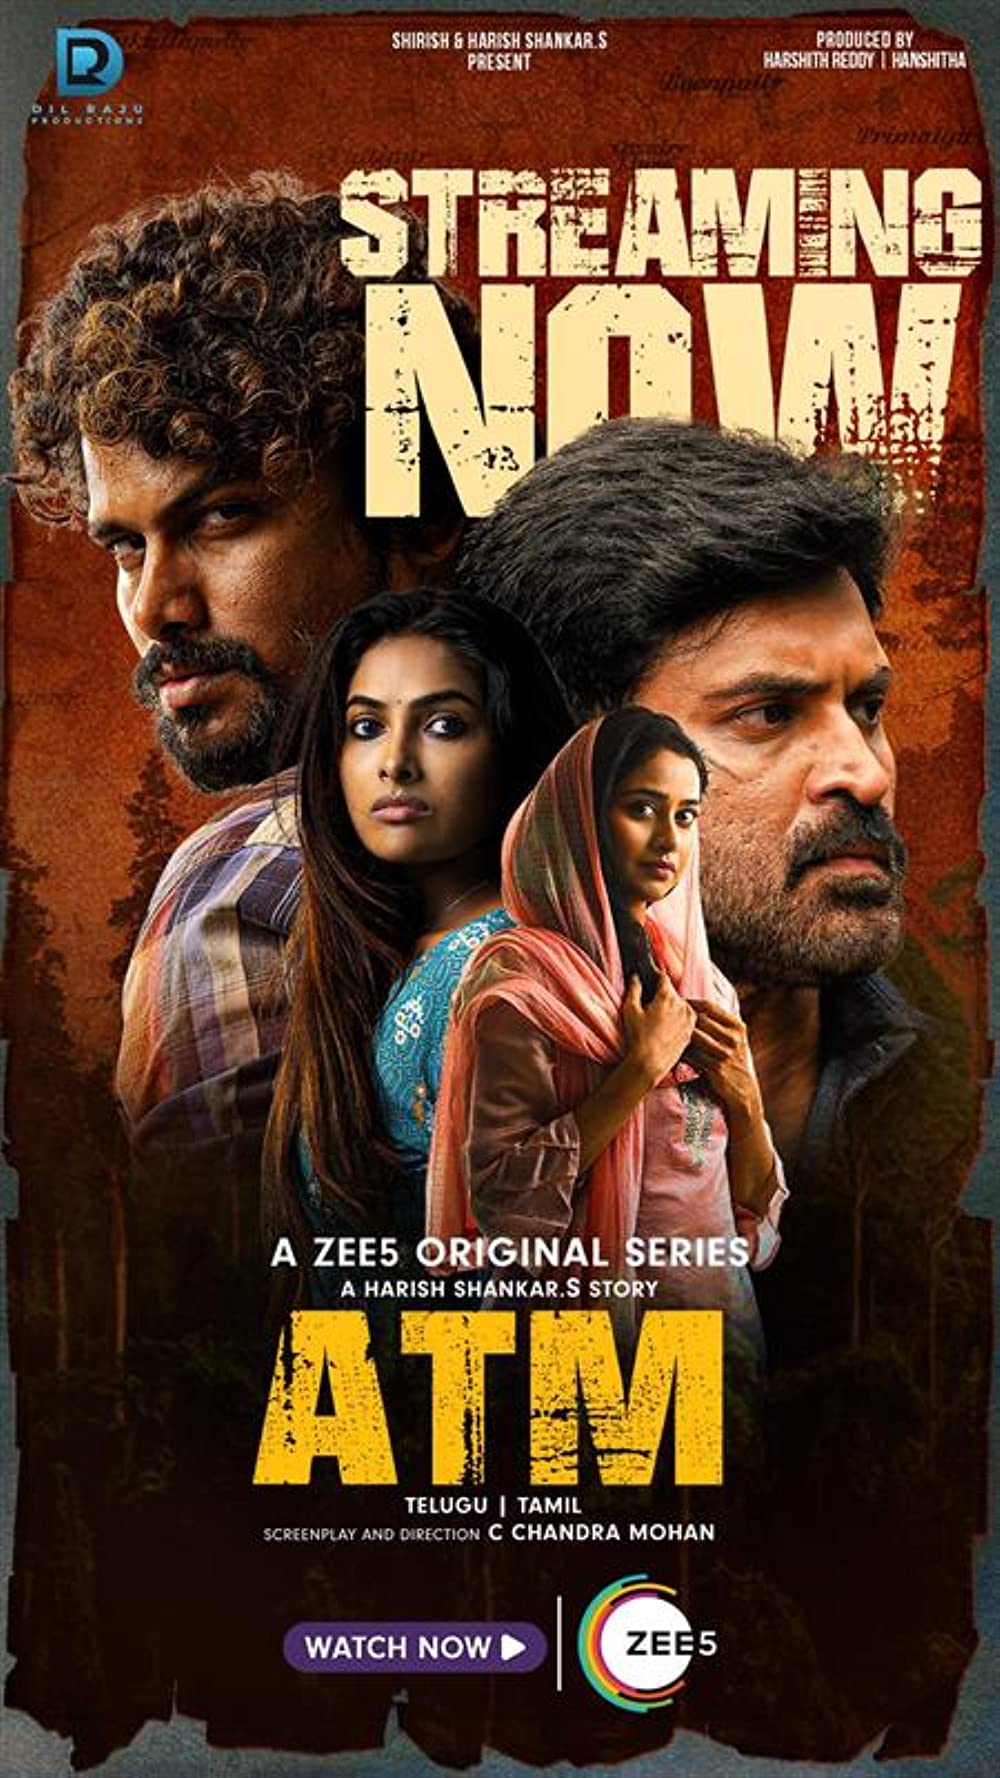 DR
DIL RAJU
PRODUCTIONS
SHIRISH & HARISH SHANKAR.S
PRESENT
PRODUCED BY
HARSHITH REDDY | HANSHITHA
STREAMING
NOW
A ZEE5 ORIGINAL SERIES
A HARISH SHANKAR.S STORY
ATM
TELUGU | TAMIL
SCREENPLAY AND DIRECTION C CHANDRA MOHAN
WATCH NOW
ZEE5